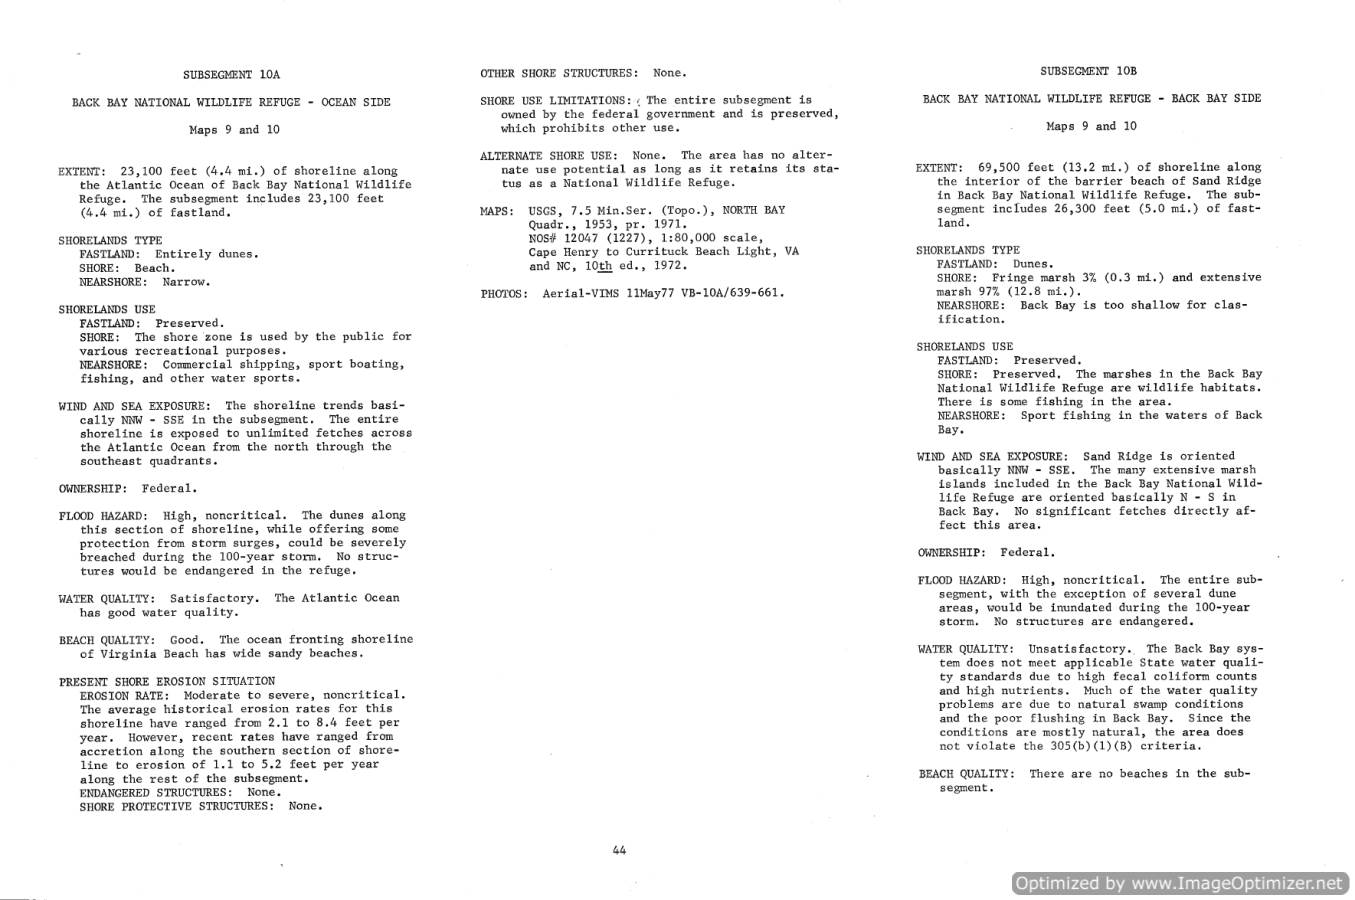 SUBSEGMENT 10A
BACK BAY NATIONAL WILDLIFE REFUGE - OCEAN SIDE
Maps 9 and 10
EXTENT: 23,100 feet (4.4 mi.) of shoreline along
the Atlantic Ocean of Back Bay National Wildlife
Refuge. The subsegment includes 23,100 feet
(4.4 mi.) of fastland.
SHORELANDS TYPE
FASTLAND: Entirely dunes.
SHORE: Beach.
NEARSHORE: Narrow.
SHORELANDS USE
FASTLAND: Preserved.
SHORE: The shore zone is used by the public for
various recreational purposes.
NEARSHORE: Commercial shipping, sport boating,
fishing, and other water sports.
WIND AND SEA EXPOSURE: The shoreline trends basi-
cally NNW - SSE in the subsegment. The entire
shoreline is exposed to unlimited fetches across
the Atlantic Ocean from the north through the
southeast quadrants.
OWNERSHIP: Federal.
FLOOD HAZARD: High, noncritical. The dunes along
this section of shoreline, while offering some
protection from storm surges, could be severely
breached during the 100-year storm. No struc-
tures would be endangered in the refuge.
WATER QUALITY: Satisfactory. The Atlantic Ocean
has good water quality.
BEACH QUALITY: Good. The ocean fronting shoreline
of Virginia Beach has wide sandy beaches.
PRESENT SHORE EROSION SITUATION
EROSION RATE: Moderate to severe, noncritical.
The average historical erosion rates for this
shoreline have ranged from 2.1 to 8.4 feet per
year. However, recent rates have ranged from
accretion along the southern section of shore-
line to erosion of 1.1 to 5.2 feet per year
along the rest of the subsegment.
ENDANGERED STRUCTURES: None.
SHORE PROTECTIVE STRUCTURES: None.
OTHER SHORE STRUCTURES: None.
SHORE USE LIMITATIONS: The entire subsegment is
owned by the federal government and is preserved,
which prohibits other use.
ALTERNATE SHORE USE: None. The area has no alter-
nate use potential as long as it retains its sta-
tus as a National Wildlife Refuge.
MAPS: USGS, 7.5 Min.Ser. (Topo.), NORTH BAY
Quadr., 1953, pr. 1971.
NOS# 12047 (1227), 1:80,000 scale,
Cape Henry to Currituck Beach Light, VA
and NC, 10th ed., 1972.
PHOTOS: Aerial-VIMS 11May77 VB-10A/639-661.
SUBSEGMENT 10B
BACK BAY NATIONAL WILDLIFE REFUGE - BACK BAY SIDE
Maps 9 and 10
EXTENT: 69,500 feet (13.2 mi.) of shoreline along
the interior of the barrier beach of Sand Ridge
in Back Bay National Wildlife Refuge. The sub-
segment includes 26,300 feet (5.0 mi.) of fast-
land.
SHORELANDS TYPE
FASTLAND: Dunes.
SHORE: Fringe marsh 3% (0.3 mi.) and extensive
marsh 97% (12.8 mi.).
NEARSHORE: Back Bay is too shallow for clas-
ification.
SHORELANDS USE
FASTLAND: Preserved.
SHORE: Preserved. The marshes in the Back Bay
National Wildlife Refuge are wildlife habitats.
There is some fishing in the area.
NEARSHORE: Sport fishing in the waters of Back
Bay.
WIND AND SEA EXPOSURE: Sand Ridge is oriented
basically NNW - SSE. The many extensive marsh
islands included in the Back Bay National Wild-
life Refuge are oriented basically N - S in
Back Bay. No significant fetches directly af-
fect this area.
OWNERSHIP: Federal.
FLOOD HAZARD: High, noncritical. The entire sub-
segment, with the exception of several dune
areas, would be inundated during the 100-year
storm. No structures are endangered.
WATER QUALITY: Unsatisfactory. The Back Bay sys-
tem does not meet applicable State water quali-
ty standards due to high fecal coliform counts
and high nutrients. Much of the water quality
problems are due to natural swamp conditions
and the poor flushing in Back Bay. Since the
conditions are mostly natural, the area does
not violate the 305(b)(1)(B) criteria.
BEACH QUALITY: There are no beaches in the sub-
segment.
44
Optimized by www.ImageOptimizer.net